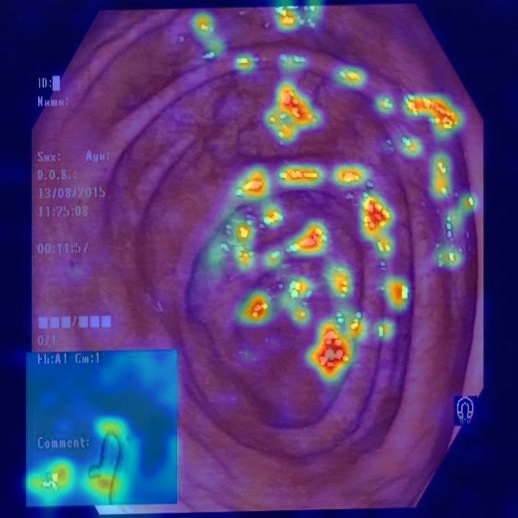 ID:
Name:
Sex: Age:
D.O.B.:
13/08/2015
11:25:08
00:11:57
/
0/1
Eh:A1 Cm:1
Comment: